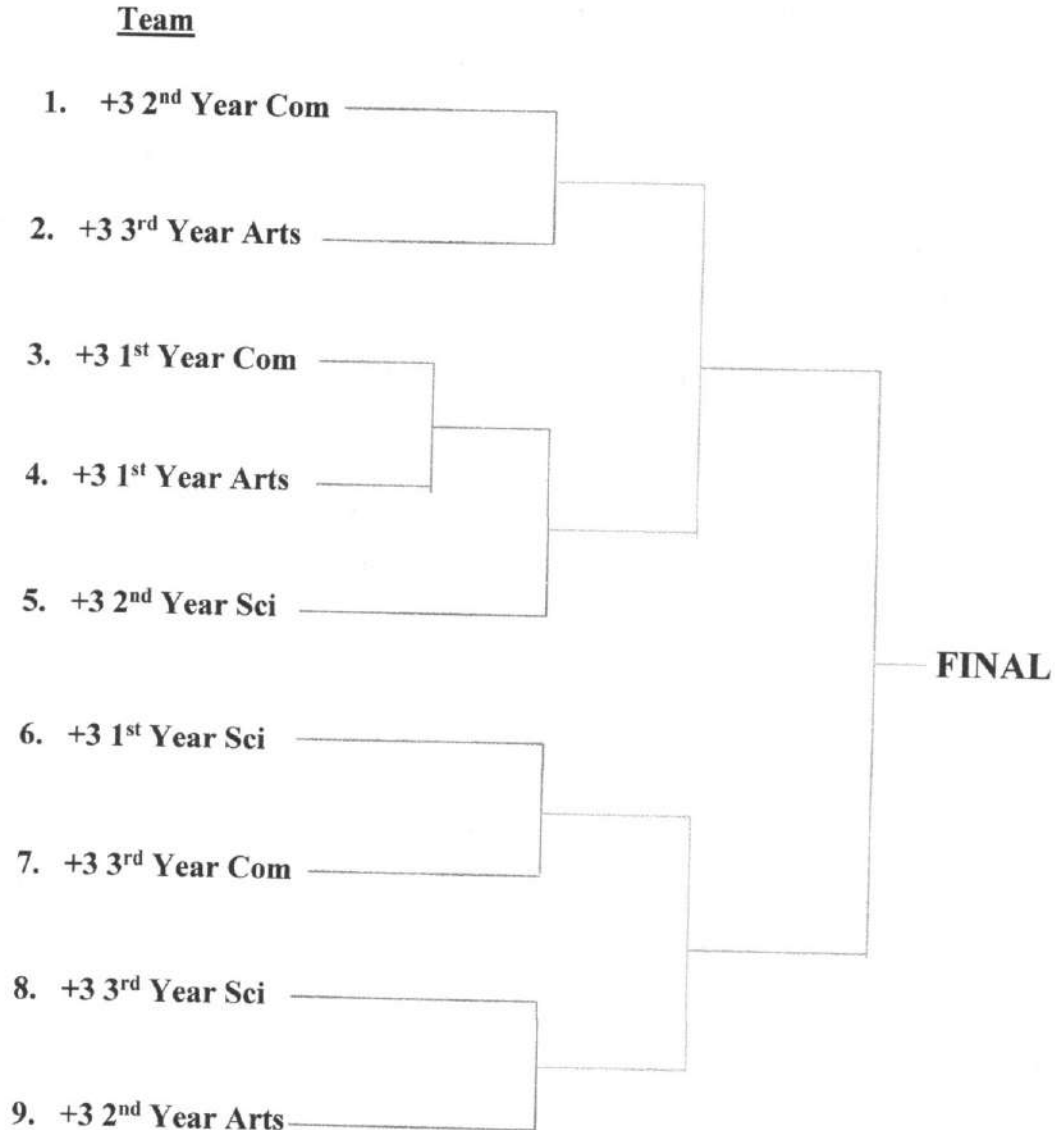 Team
1. +3 2nd Year Com
2. +3 3rd Year Arts
3. +3 1st Year Com
4. +3 1st Year Arts
5. +3 2nd Year Sci
FINAL
6. +3 1st Year Sci
7. +3 3rd Year Com
8. +3 3rd Year Sci
9. +3 2nd Year Arts